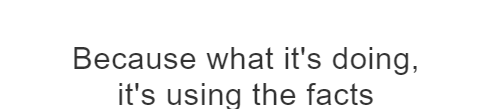 Because what it's doing,
it's using the facts